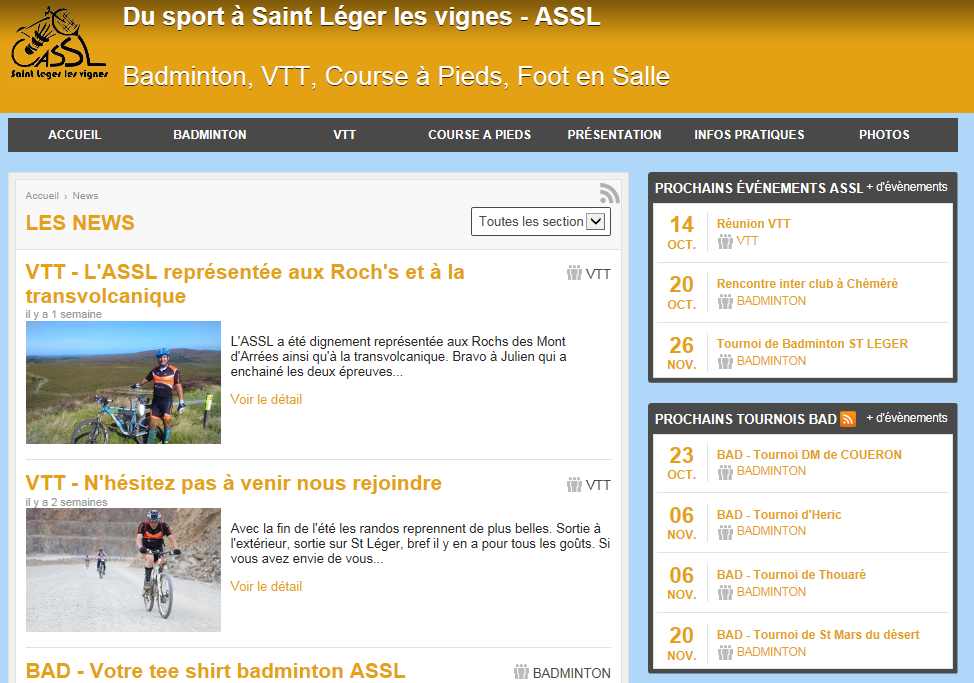 ASSL
Saint Leger les vignes
Du sport à Saint Léger les vignes - ASSL
Badminton, VTT, Course à Pieds, Foot en Salle
ACCUEIL BADMINTON VTT COURSE A PIEDS PRÉSENTATION INFOS PRATIQUES PHOTOS
Accueil › News
LES NEWS
Toutes les section
VTT - L'ASSL représentée aux Roch's et à la
transvolcanique
VTT
il y a 1 semaine
L'ASSL a été dignement représentée aux Rochs des Mont
d'Arrées ainsi qu'à la transvolcanique. Bravo à Julien qui a
enchainé les deux épreuves...
Voir le détail
VTT - N'hésitez pas à venir nous rejoindre
VTT
il y a 2 semaines
Avec la fin de l'été les randos reprennent de plus belles. Sortie à
l'extérieur, sortie sur St Léger, bref il y en a pour tous les goûts. Si
vous avez envie de vous...
Voir le détail
BAD - Votre tee shirt badminton ASSL
BADMINTON
PROCHAINS ÉVÉNEMENTS ASSL + d'évènements
14 Réunion VTT
OCT. VTT
20 Rencontre inter club à Chéméré
OCT. BADMINTON
26 Tournoi de Badminton ST LEGER
NOV. BADMINTON
PROCHAINS TOURNOIS BAD + d'évènements
23 BAD - Tournoi DM de COUERON
OCT. BADMINTON
06 BAD - Tournoi d'Heric
NOV. BADMINTON
06 BAD - Tournoi de Thouaré
NOV. BADMINTON
20 BAD - Tournoi de St Mars du désert
NOV. BADMINTON